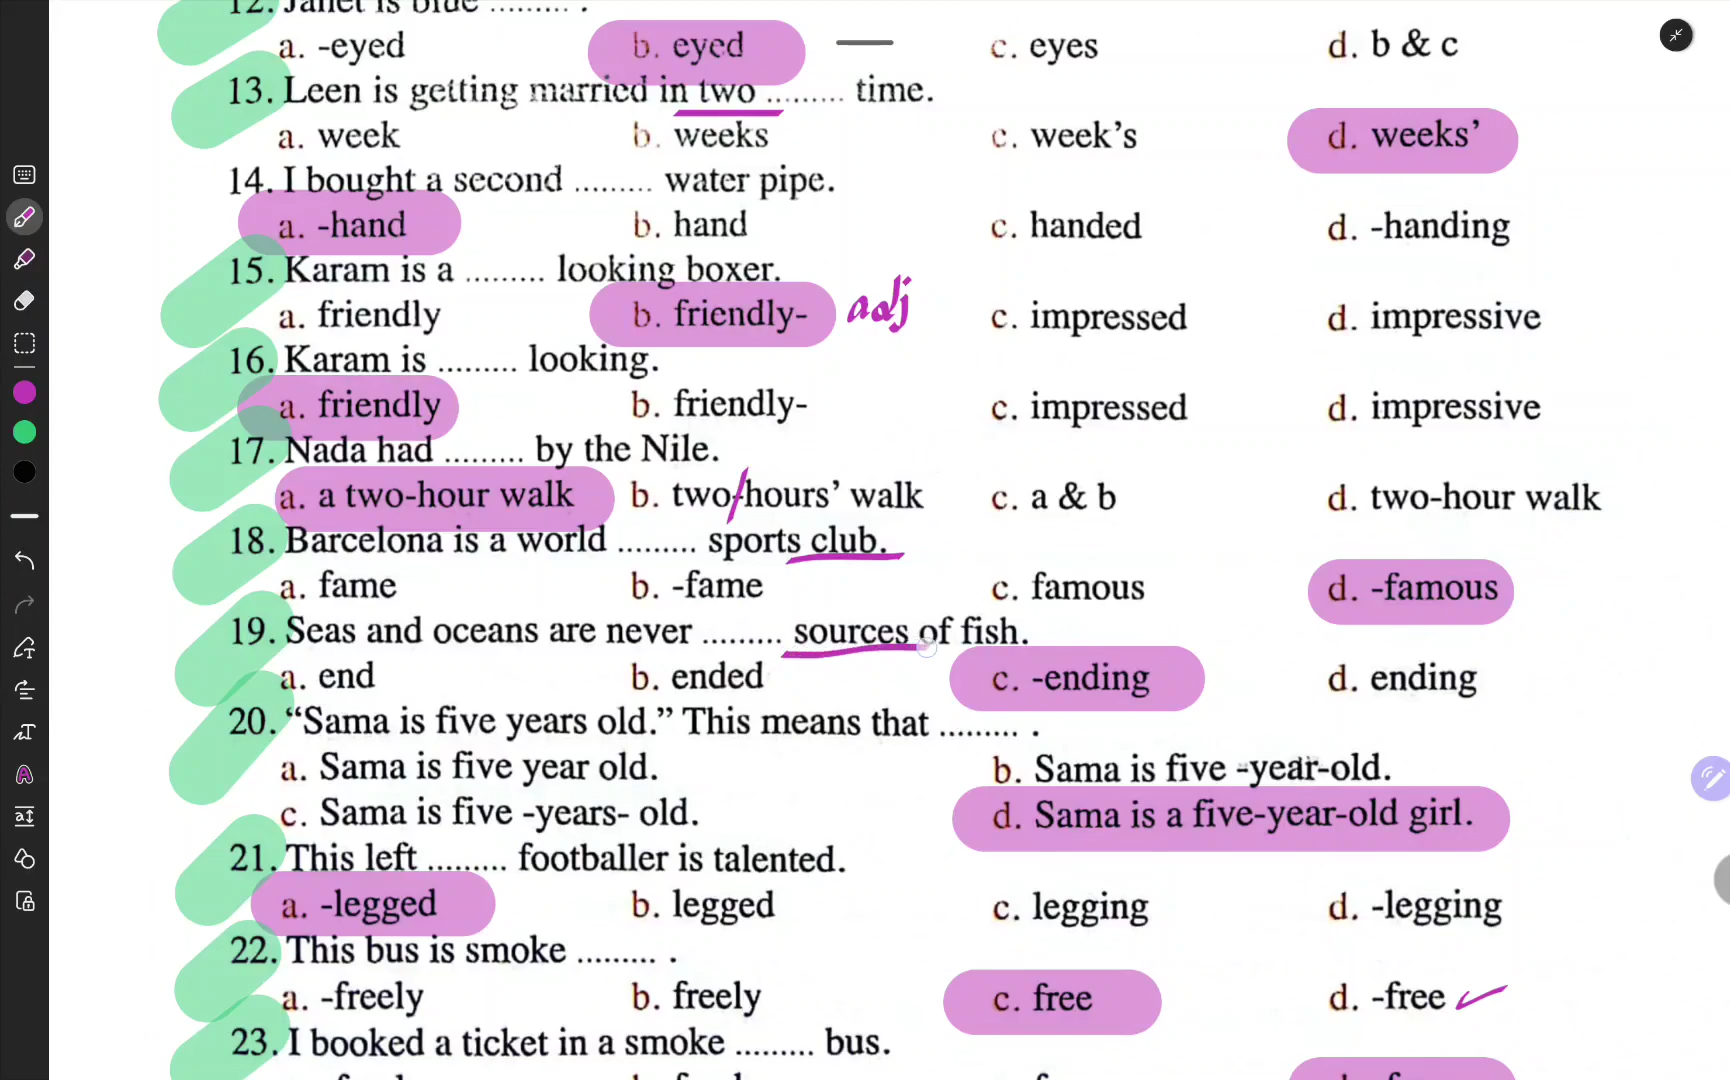 12. Janet is blue ......... .
a. -eyed b. eyed c. eyes d. b & c
13. Leen is getting married in two ......... time.
a. week b. weeks c. week's d. weeks'
14. I bought a second ......... water pipe.
a. -hand b. hand c. handed d. -handing
15. Karam is a ......... looking boxer.
a. friendly b. friendly- adj c. impressed d. impressive
16. Karam is ......... looking.
a. friendly b. friendly- c. impressed d. impressive
17. Nada had ......... by the Nile.
a. a two-hour walk b. two-hours' walk c. a & b d. two-hour walk
18. Barcelona is a world ......... sports club.
a. fame b. -fame c. famous d. -famous
19. Seas and oceans are never ......... sources of fish.
a. end b. ended c. -ending d. ending
20. “Sama is five years old.” This means that ......... .
a. Sama is five year old. b. Sama is five -year-old.
c. Sama is five -years- old. d. Sama is a five-year-old girl.
21. This left ......... footballer is talented.
a. -legged b. legged c. legging d. -legging
22. This bus is smoke ......... .
a. -freely b. freely c. free d. -free
23. I booked a ticket in a smoke ......... bus.